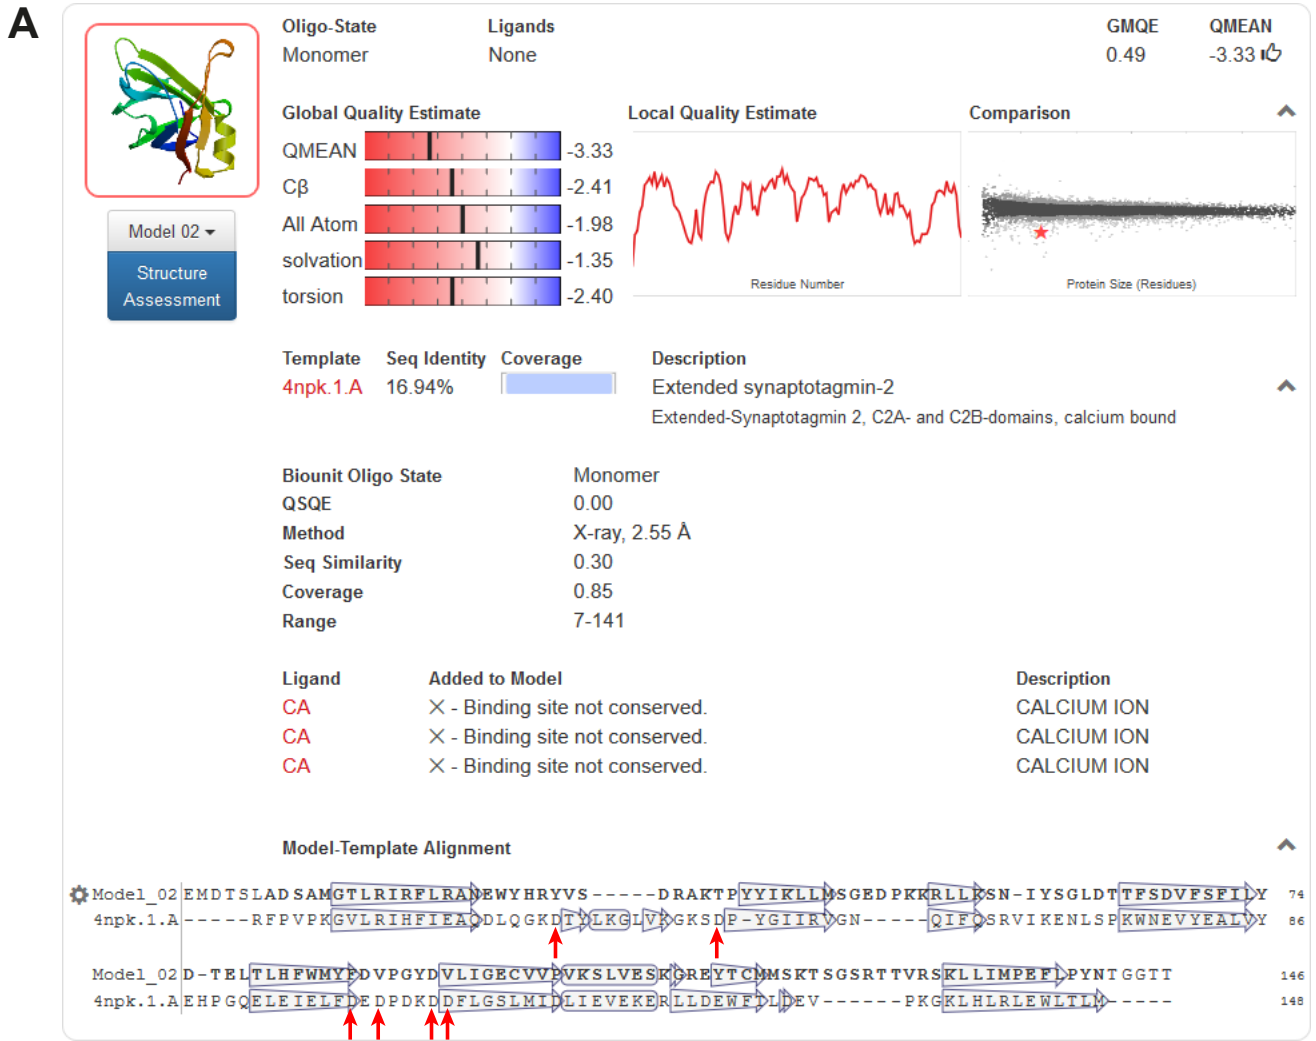 A
Oligo-State Ligands GMQE QMEAN
Monomer None 0.49 -3.33
Global Quality Estimate Local Quality Estimate Comparison
QMEAN -3.33
Cβ -2.41
All Atom -1.98
solvation -1.35
torsion -2.40
Residue Number Protein Size (Residues)
Model 02
Structure
Assessment
Template Seq Identity Coverage Description
4npk.1.A 16.94% Extended synaptotagmin-2
Extended-Synaptotagmin 2, C2A- and C2B-domains, calcium bound
Biounit Oligo State Monomer
QSQE 0.00
Method X-ray, 2.55 Å
Seq Similarity 0.30
Coverage 0.85
Range 7-141
Ligand Added to Model Description
CA ✕ - Binding site not conserved. CALCIUM ION
CA ✕ - Binding site not conserved. CALCIUM ION
CA ✕ - Binding site not conserved. CALCIUM ION
Model-Template Alignment
Model_02 EMDTSLADSAMGTLRIRFLRANEWYHRYVS-----DRAKTPYYIKLLMSGEDPKKRLLKSN-IYSGLDTTFSDVFSFILY 74
4npk.1.A -----RFPVPKGVLRIHFIEAQDLQGKDTYLKGLVKGKSDP-YGIIRVGN-----QIFQSRVIKENLSPKWNEVYEALVY 86
Model_02 D-TELTLHFWMYFDVPGYDVLIGECVVPVKSLVESKGREYTCMMSKTSGSRTTVRSKLLIMPEFLPYNTGGTT 146
4npk.1.A EHPGQELEIELFDEDPDKDDFLGSLMIDLIEVEKERLLDEWFTLDEV-------PKGKLHLRLEWLTLM----- 148